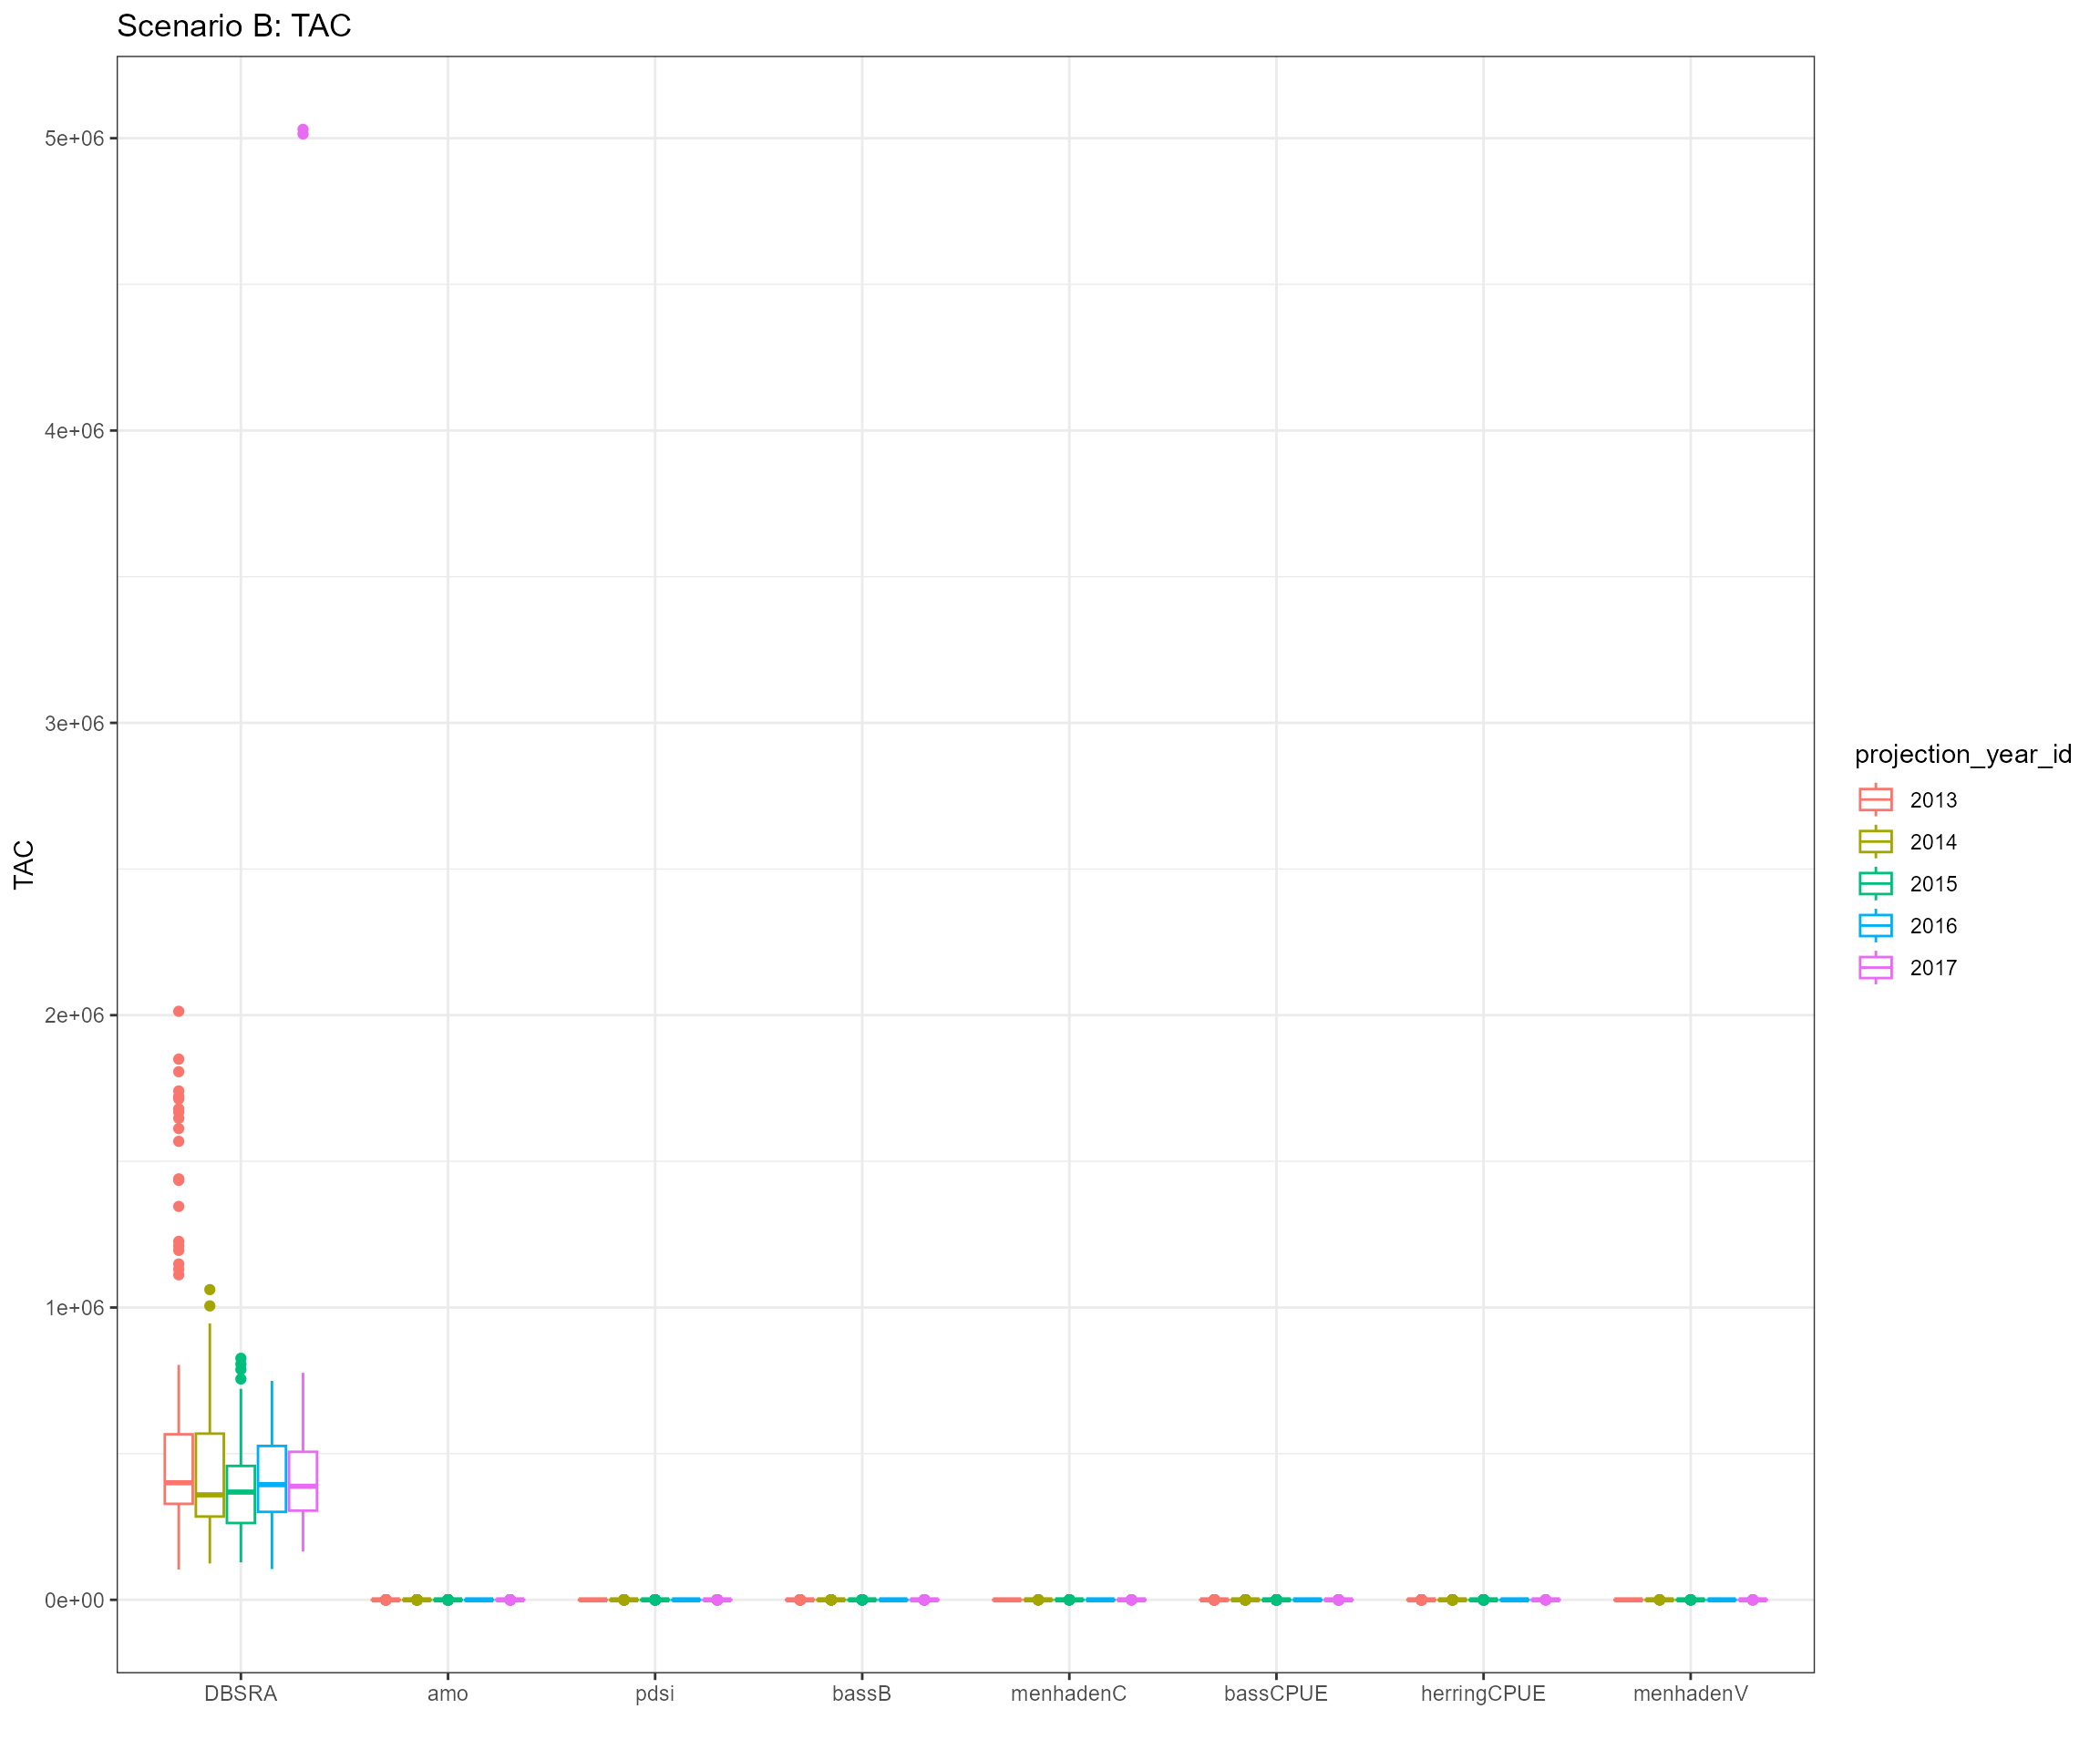 Scenario B: TAC
5e+06
4e+06
3e+06
2e+06
1e+06
0e+00
TAC
DBSRA
amo
pdsi
bassB
menhadenC
bassCPUE
herringCPUE
menhadenV
projection_year_id
2013
2014
2015
2016
2017